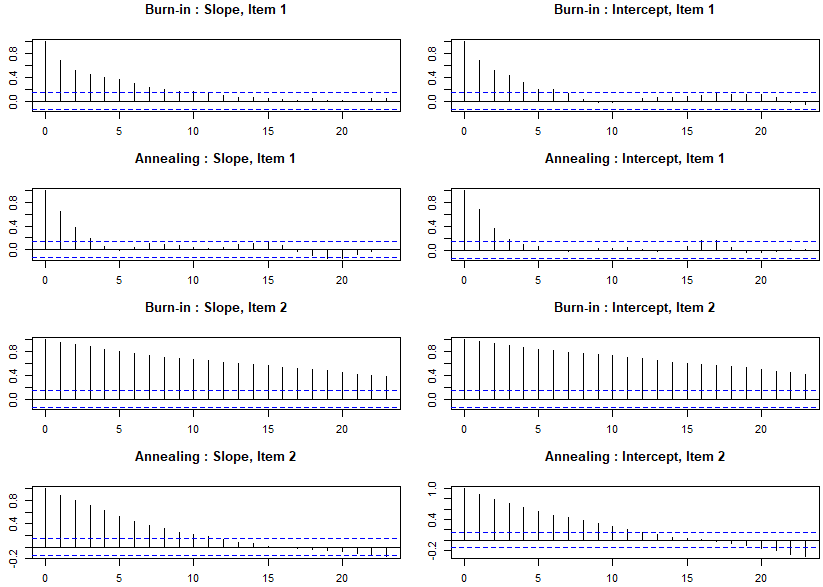 Burn-in : Slope, Item 1
0.0 0.4 0.8
0 5 10 15 20
Burn-in : Intercept, Item 1
0.0 0.4 0.8
0 5 10 15 20
Annealing : Slope, Item 1
0.0 0.4 0.8
0 5 10 15 20
Annealing : Intercept, Item 1
0.0 0.4 0.8
0 5 10 15 20
Burn-in : Slope, Item 2
0.0 0.4 0.8
0 5 10 15 20
Burn-in : Intercept, Item 2
0.0 0.4 0.8
0 5 10 15 20
Annealing : Slope, Item 2
-0.2 0.4 0.8
0 5 10 15 20
Annealing : Intercept, Item 2
-0.2 0.4 1.0
0 5 10 15 20